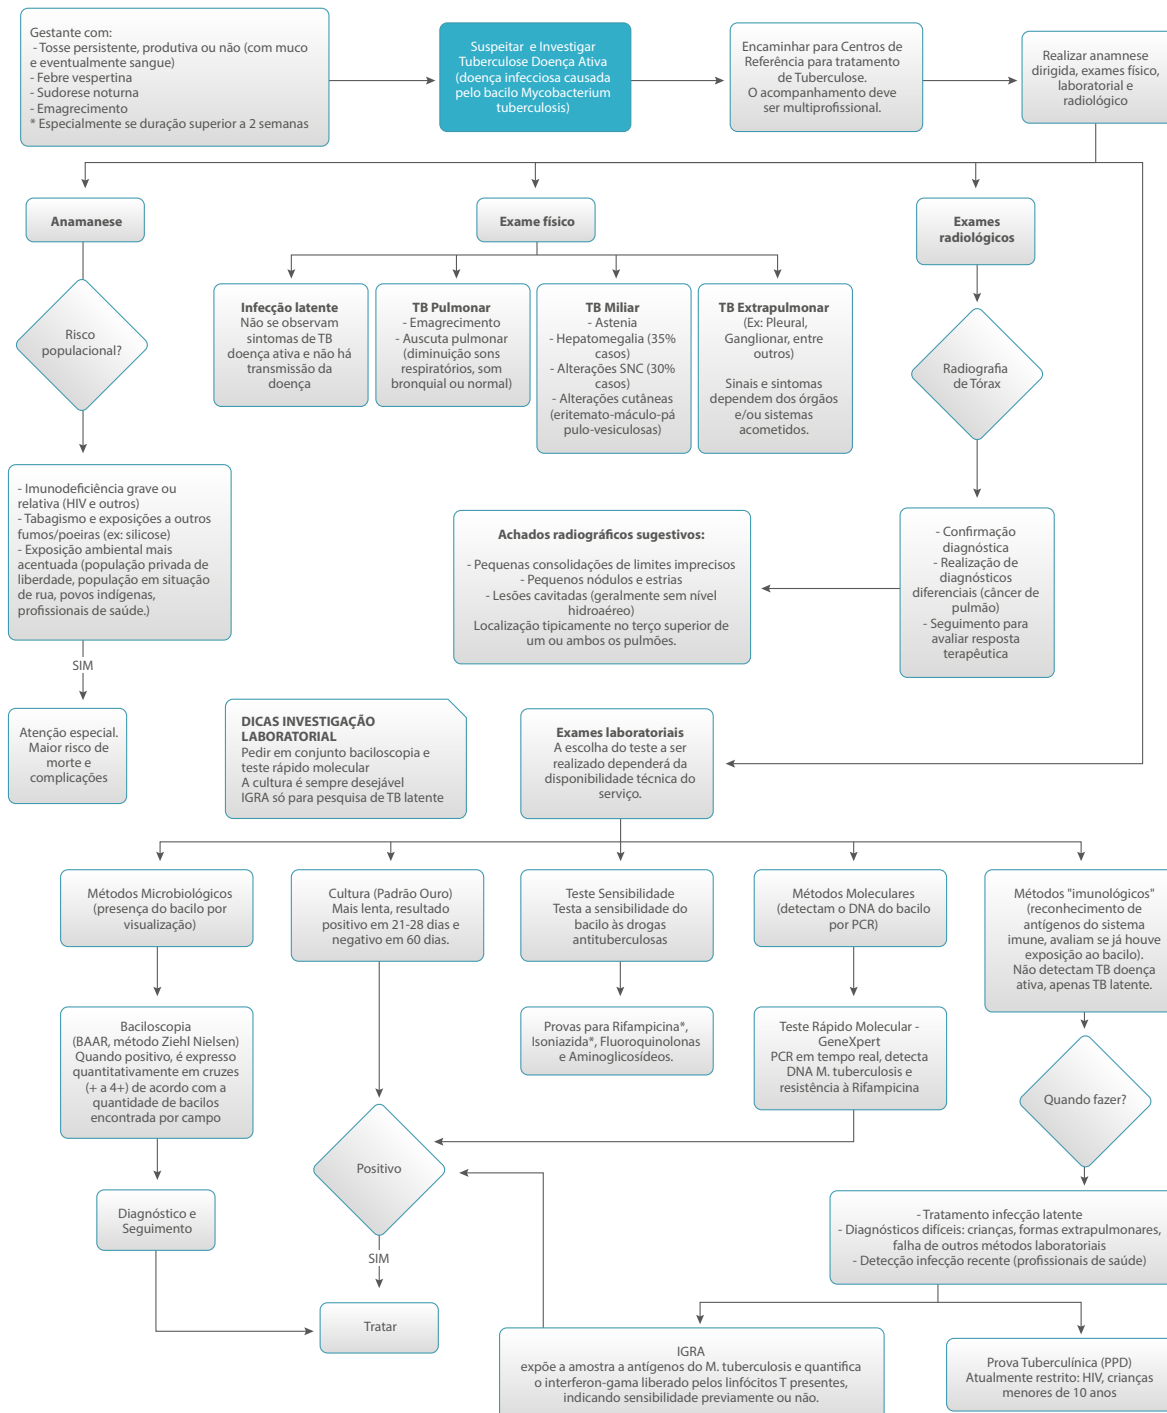 Gestante com:
- Tosse persistente, produtiva ou não (com muco
e eventualmente sangue)
- Febre vespertina
- Sudorese noturna
- Emagrecimento
* Especialmente se duração superior a 2 semanas
Suspeitar e Investigar
Tuberculose Doença Ativa
(doença infecciosa causada
pelo bacilo Mycobacterium
tuberculosis)
Encaminhar para Centros de
Referência para tratamento
de Tuberculose.
O acompanhamento deve
ser multiprofissional.
Realizar anamnese
dirigida, exames físico,
laboratorial e
radiológico
Anamanese
Exame físico
Exames
radiológicos
Risco
populacional?
Infecção latente
Não se observam
sintomas de TB
doença ativa e não há
transmissão da
doença
TB Pulmonar
- Emagrecimento
- Auscuta pulmonar
(diminuição sons
respiratórios, som
bronquial ou normal)
TB Miliar
- Astenia
- Hepatomegalia (35%
casos)
- Alterações SNC (30%
casos)
- Alterações cutâneas
(eritemato-máculo-pá
pulo-vesiculosas)
TB Extrapulmonar
(Ex: Pleural,
Ganglionar, entre
outros)
Sinais e sintomas
dependem dos órgãos
e/ou sistemas
acometidos.
Radiografia
de Tórax
- Imunodeficiência grave ou
relativa (HIV e outros)
- Tabagismo e exposições a outros
fumos/poeiras (ex: silicose)
- Exposição ambiental mais
acentuada (população privada de
liberdade, população em situação
de rua, povos indígenas,
profissionais de saúde.)
SIM
Atenção especial.
Maior risco de
morte e
complicações
Achados radiográficos sugestivos:
- Pequenas consolidações de limites imprecisos
- Pequenos nódulos e estrias
- Lesões cavitadas (geralmente sem nível
hidroaéreo)
Localização tipicamente no terço superior de
um ou ambos os pulmões.
- Confirmação
diagnóstica
- Realização de
diagnósticos
diferenciais (câncer de
pulmão)
- Seguimento para
avaliar resposta
terapêutica
DICAS INVESTIGAÇÃO
LABORATORIAL
Pedir em conjunto baciloscopia e
teste rápido molecular
A cultura é sempre desejável
IGRA só para pesquisa de TB latente
Exames laboratoriais
A escolha do teste a ser
realizado dependerá da
disponibilidade técnica do
serviço.
Métodos Microbiológicos
(presença do bacilo por
visualização)
Cultura (Padrão Ouro)
Mais lenta, resultado
positivo em 21-28 dias e
negativo em 60 dias.
Teste Sensibilidade
Testa a sensibilidade do
bacilo às drogas
antituberculosas
Métodos Moleculares
(detectam o DNA do bacilo
por PCR)
Métodos "imunológicos"
(reconhecimento de
antígenos do sistema
imune, avaliam se já houve
exposição ao bacilo).
Não detectam TB doença
ativa, apenas TB latente.
Baciloscopia
(BAAR, método Ziehl Nielsen)
Quando positivo, é expresso
quantitativamente em cruzes
(+ a 4+) de acordo com a
quantidade de bacilos
encontrada por campo
Provas para Rifampicina*,
Isoniazida*, Fluoroquinolonas
e Aminoglicosídeos.
Teste Rápido Molecular -
GeneXpert
PCR em tempo real, detecta
DNA M. tuberculosis e
resistência à Rifampicina
Quando fazer?
Positivo
Diagnóstico e
Seguimento
SIM
Tratar
- Tratamento infecção latente
- Diagnósticos difíceis: crianças, formas extrapulmonares,
falha de outros métodos laboratoriais
- Detecção infecção recente (profissionais de saúde)
IGRA
expõe a amostra a antígenos do M. tuberculosis e quantifica
o interferon-gama liberado pelos linfócitos T presentes,
indicando sensibilidade previamente ou não.
Prova Tuberculínica (PPD)
Atualmente restrito: HIV, crianças
menores de 10 anos